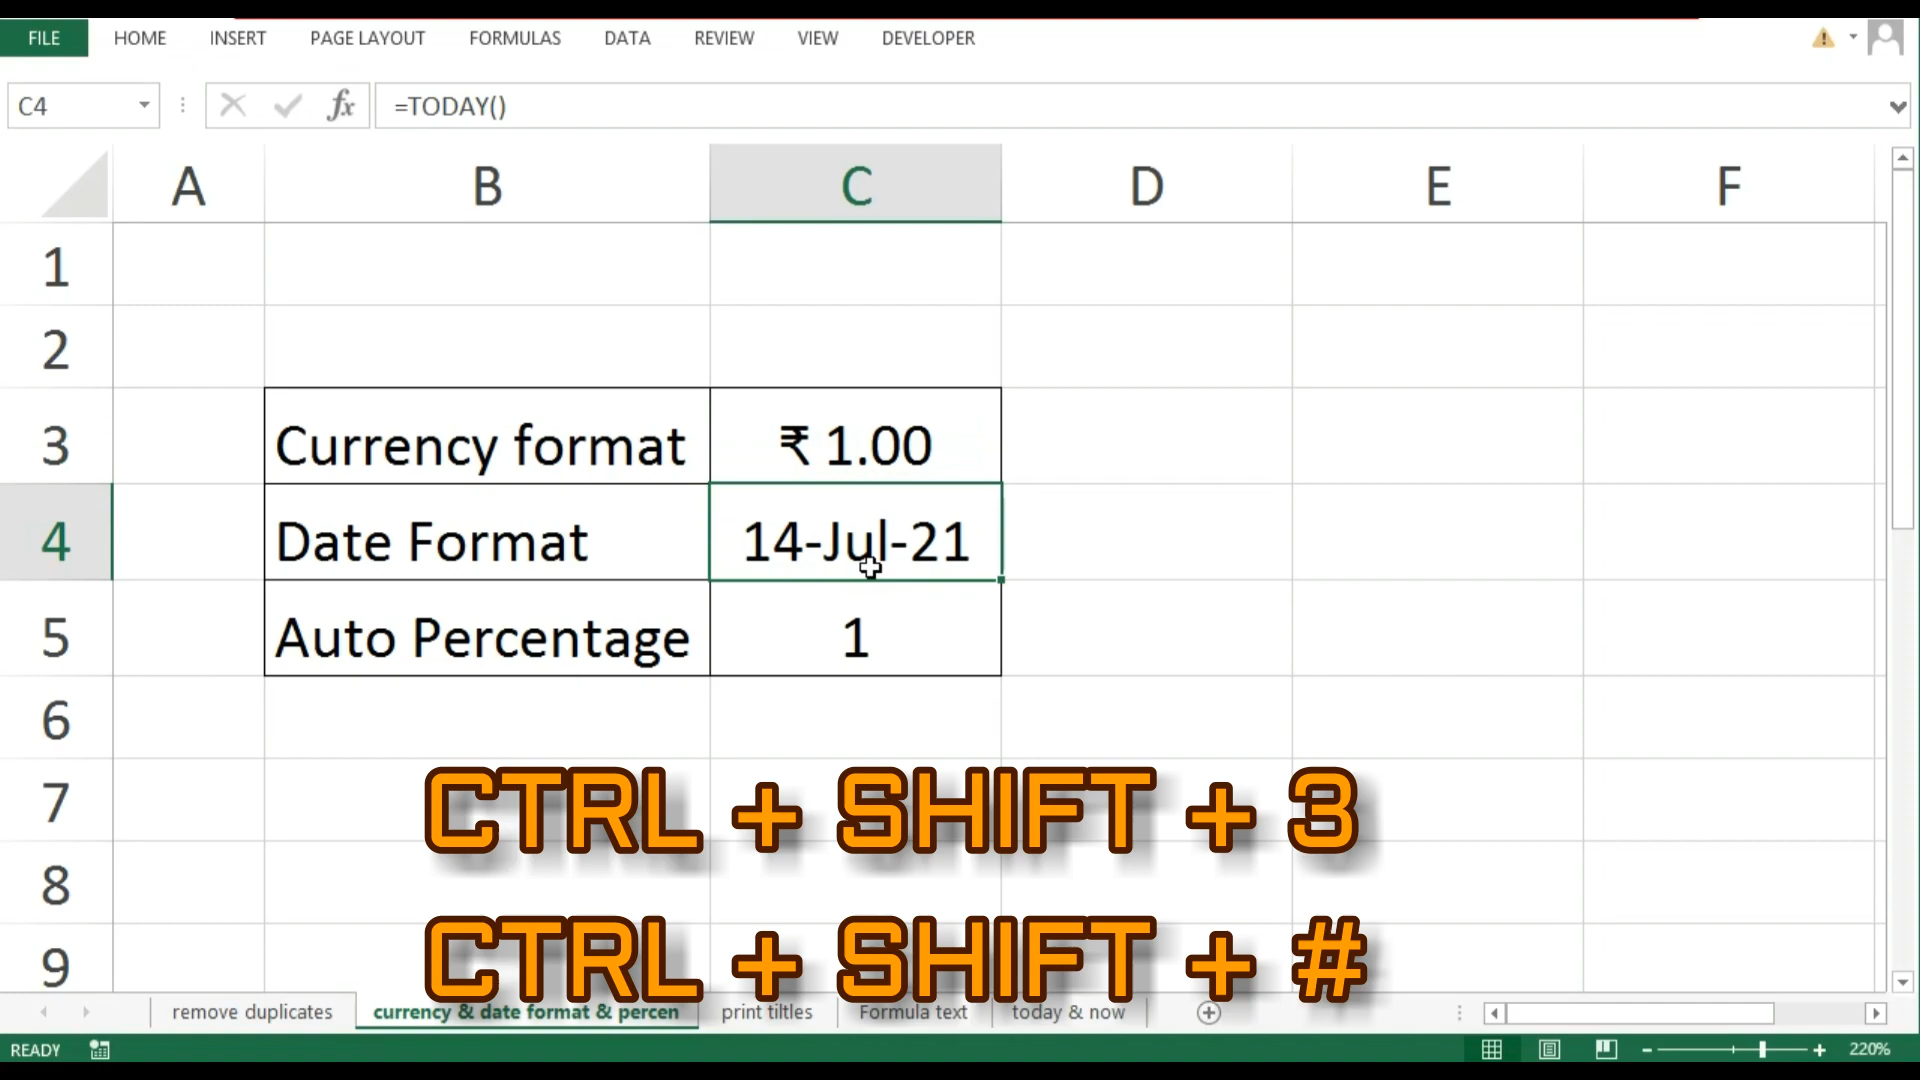 FILE HOME INSERT PAGE LAYOUT FORMULAS DATA REVIEW VIEW DEVELOPER
C4 fx =TODAY()
A B C D E F
1
2
3 Currency format ₹ 1.00
4 Date Format 14-Jul-21
5 Auto Percentage 1
6
7
CTRL + SHIFT + 3
8
9
CTRL + SHIFT + #
remove duplicates currency & date format & percen print tiltles Formula text today & now
READY 220%